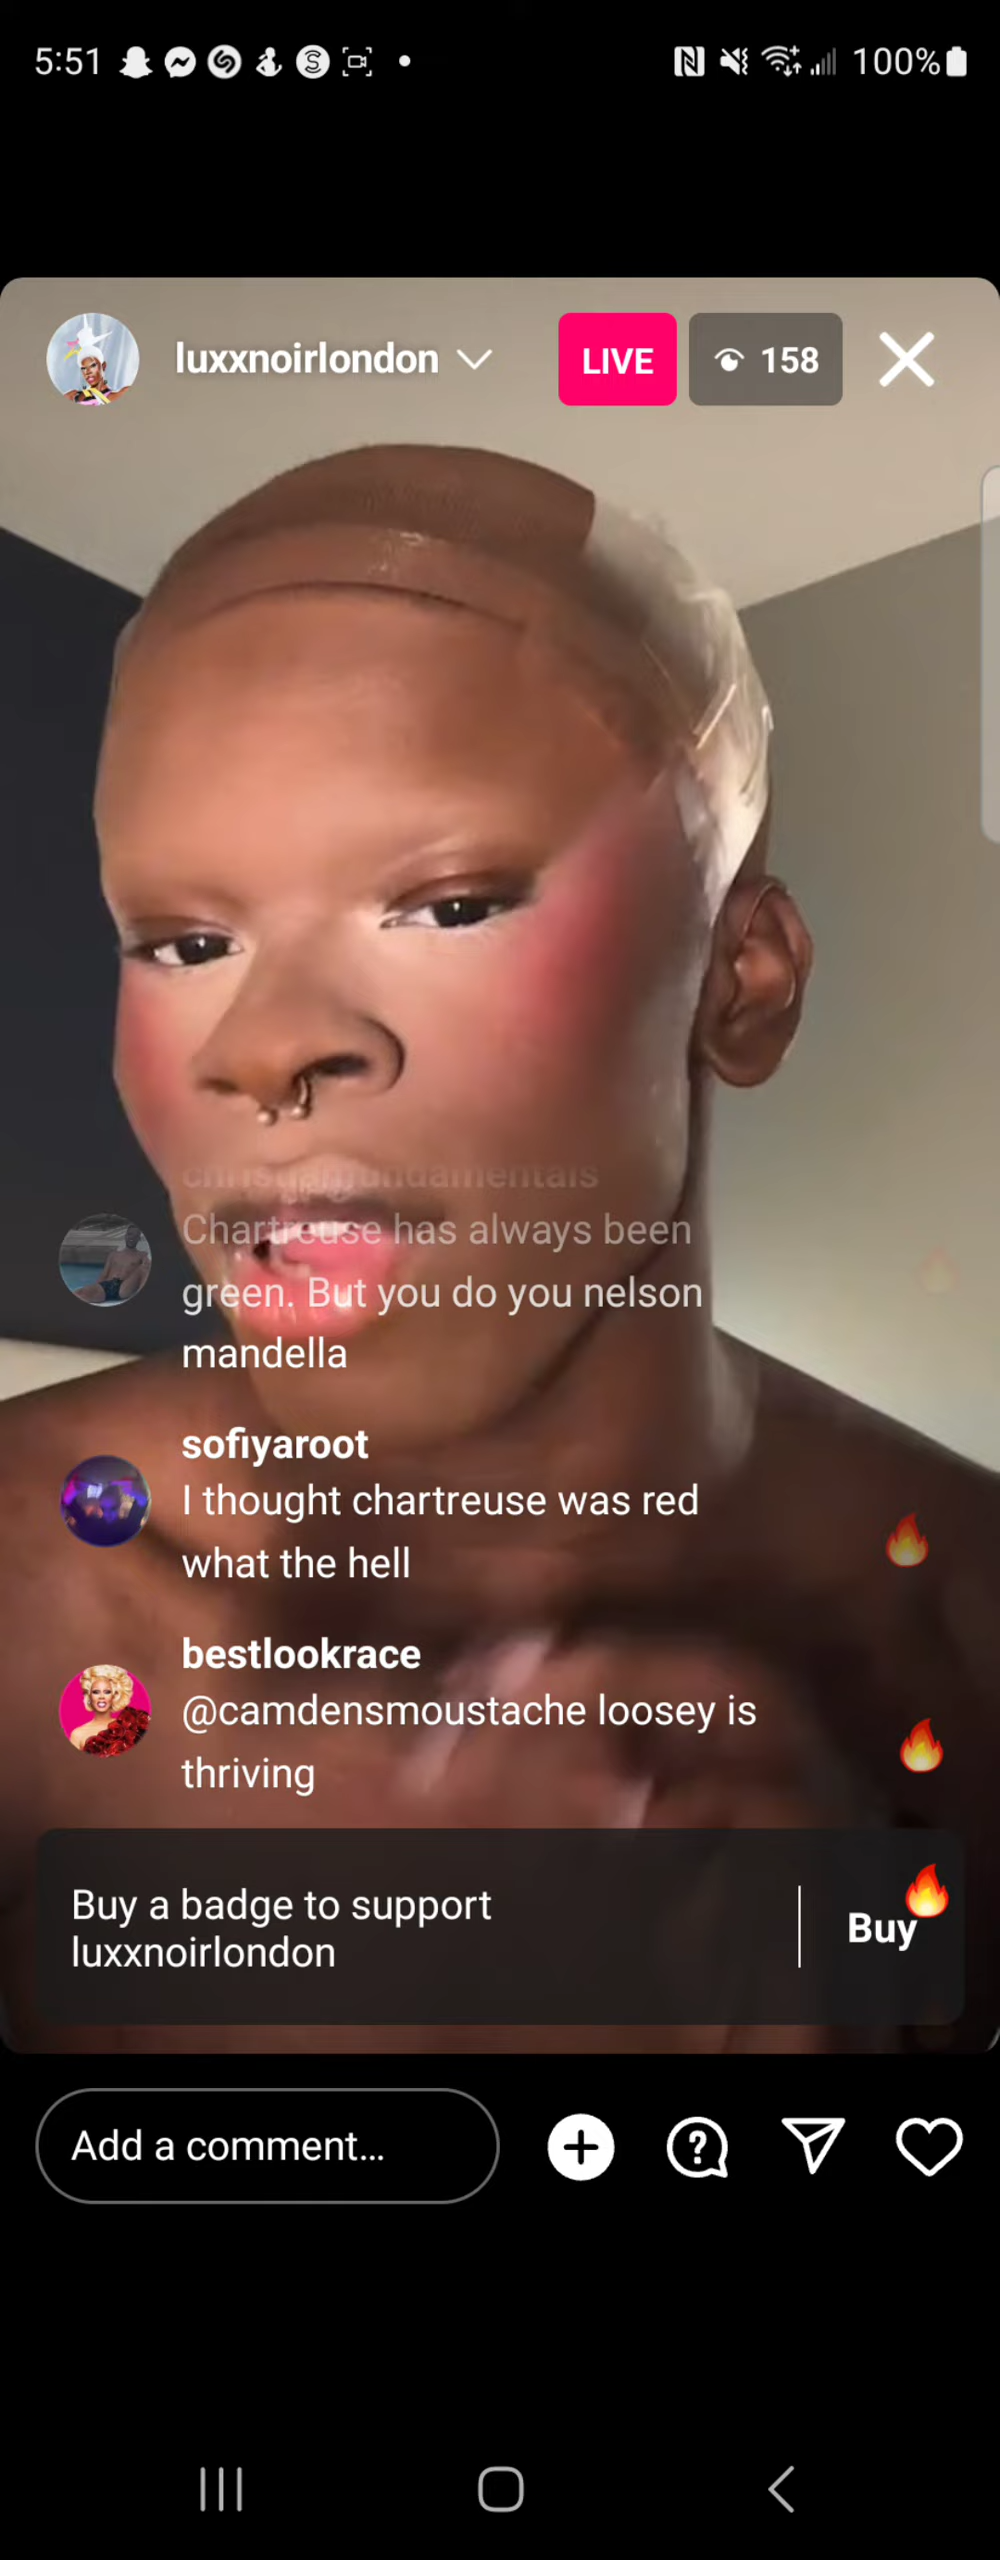 5:51
100%
luxxnoirlondon
LIVE
158
christianfundamentals
Chartreuse has always been
green. But you do you nelson
mandella
sofiyaroot
I thought chartreuse was red
what the hell
bestlookrace
@camdensmoustache loosey is
thriving
Buy a badge to support
luxxnoirlondon
Buy
Add a comment...